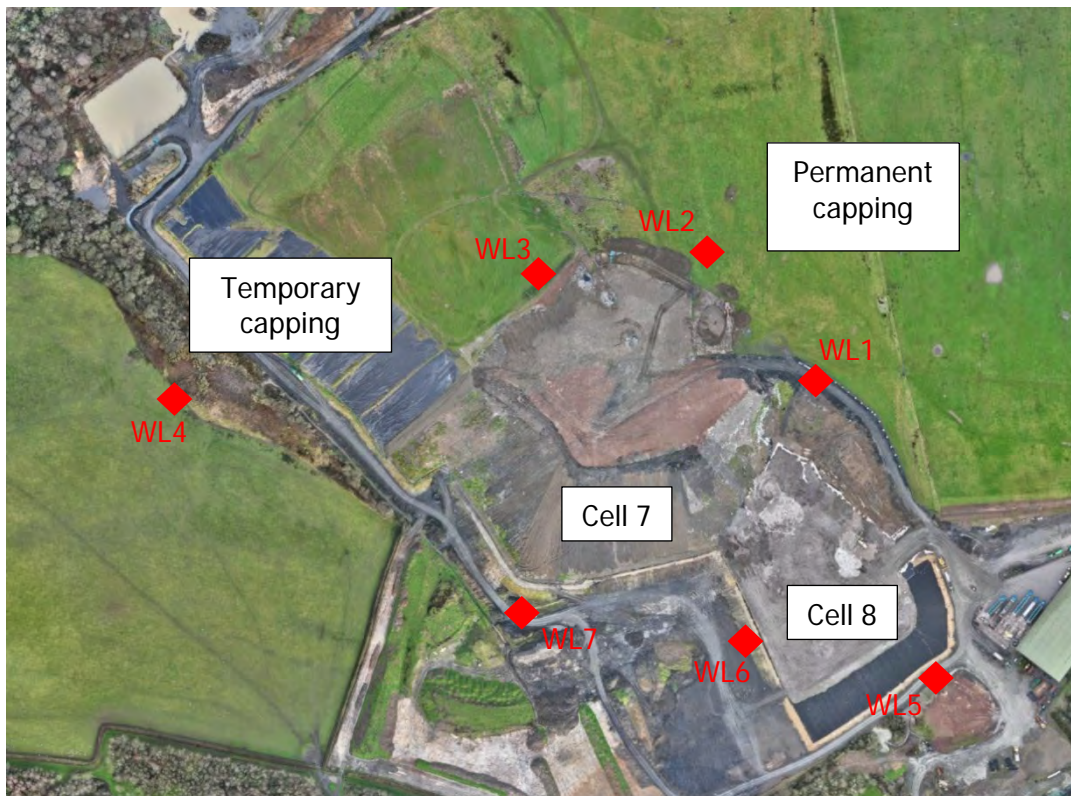 Permanent
capping
WL2
WL3
Temporary
capping
WL1
WL4
Cell 7
Cell 8
WL7
WL6
WL5